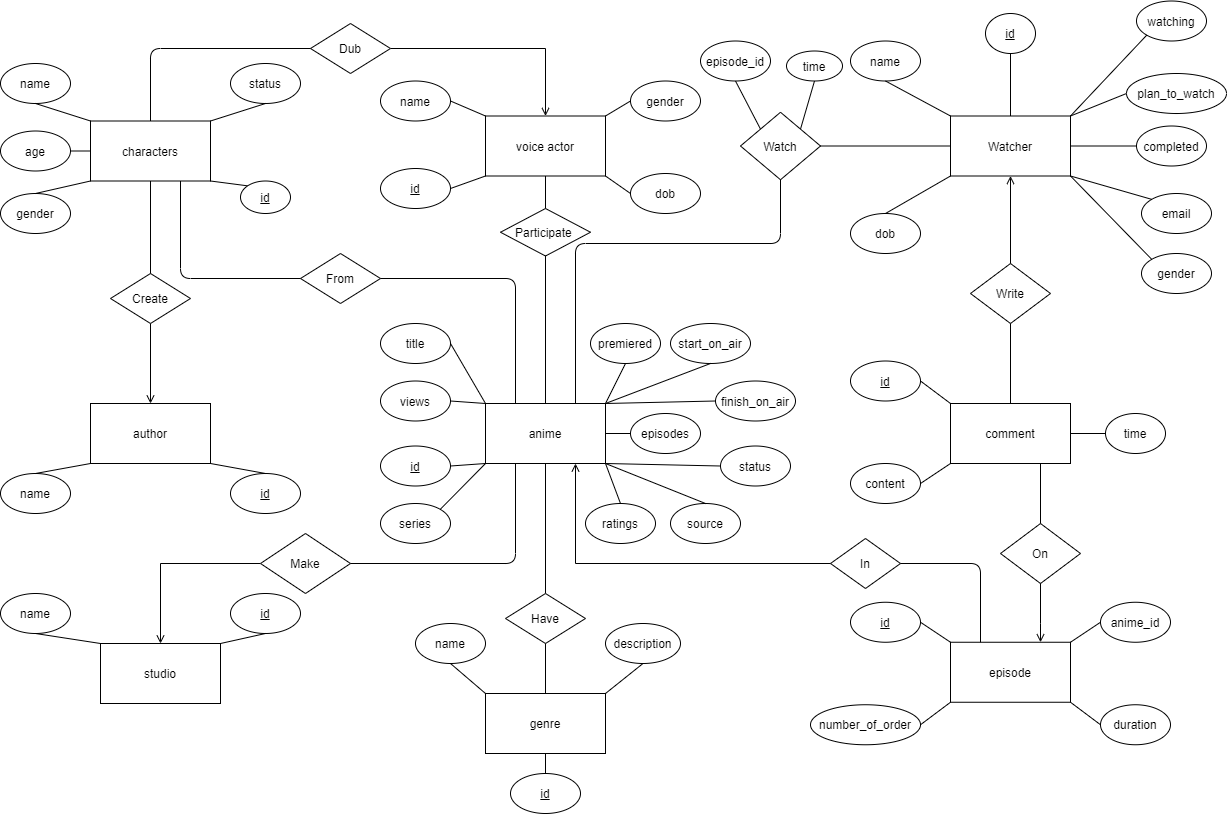 id
watching
Dub
episode_id
time
name
name
status
plan_to_watch
name
gender
age
characters
voice actor
Watch
Watcher
completed
id
id
dob
gender
email
Participate
dob
From
gender
Create
Write
title
premiered
start_on_air
id
views
finish_on_air
author
anime
episodes
comment
time
id
status
content
name
id
series
ratings
source
Make
In
On
name
id
Have
id
anime_id
name
description
studio
episode
genre
number_of_order
duration
id